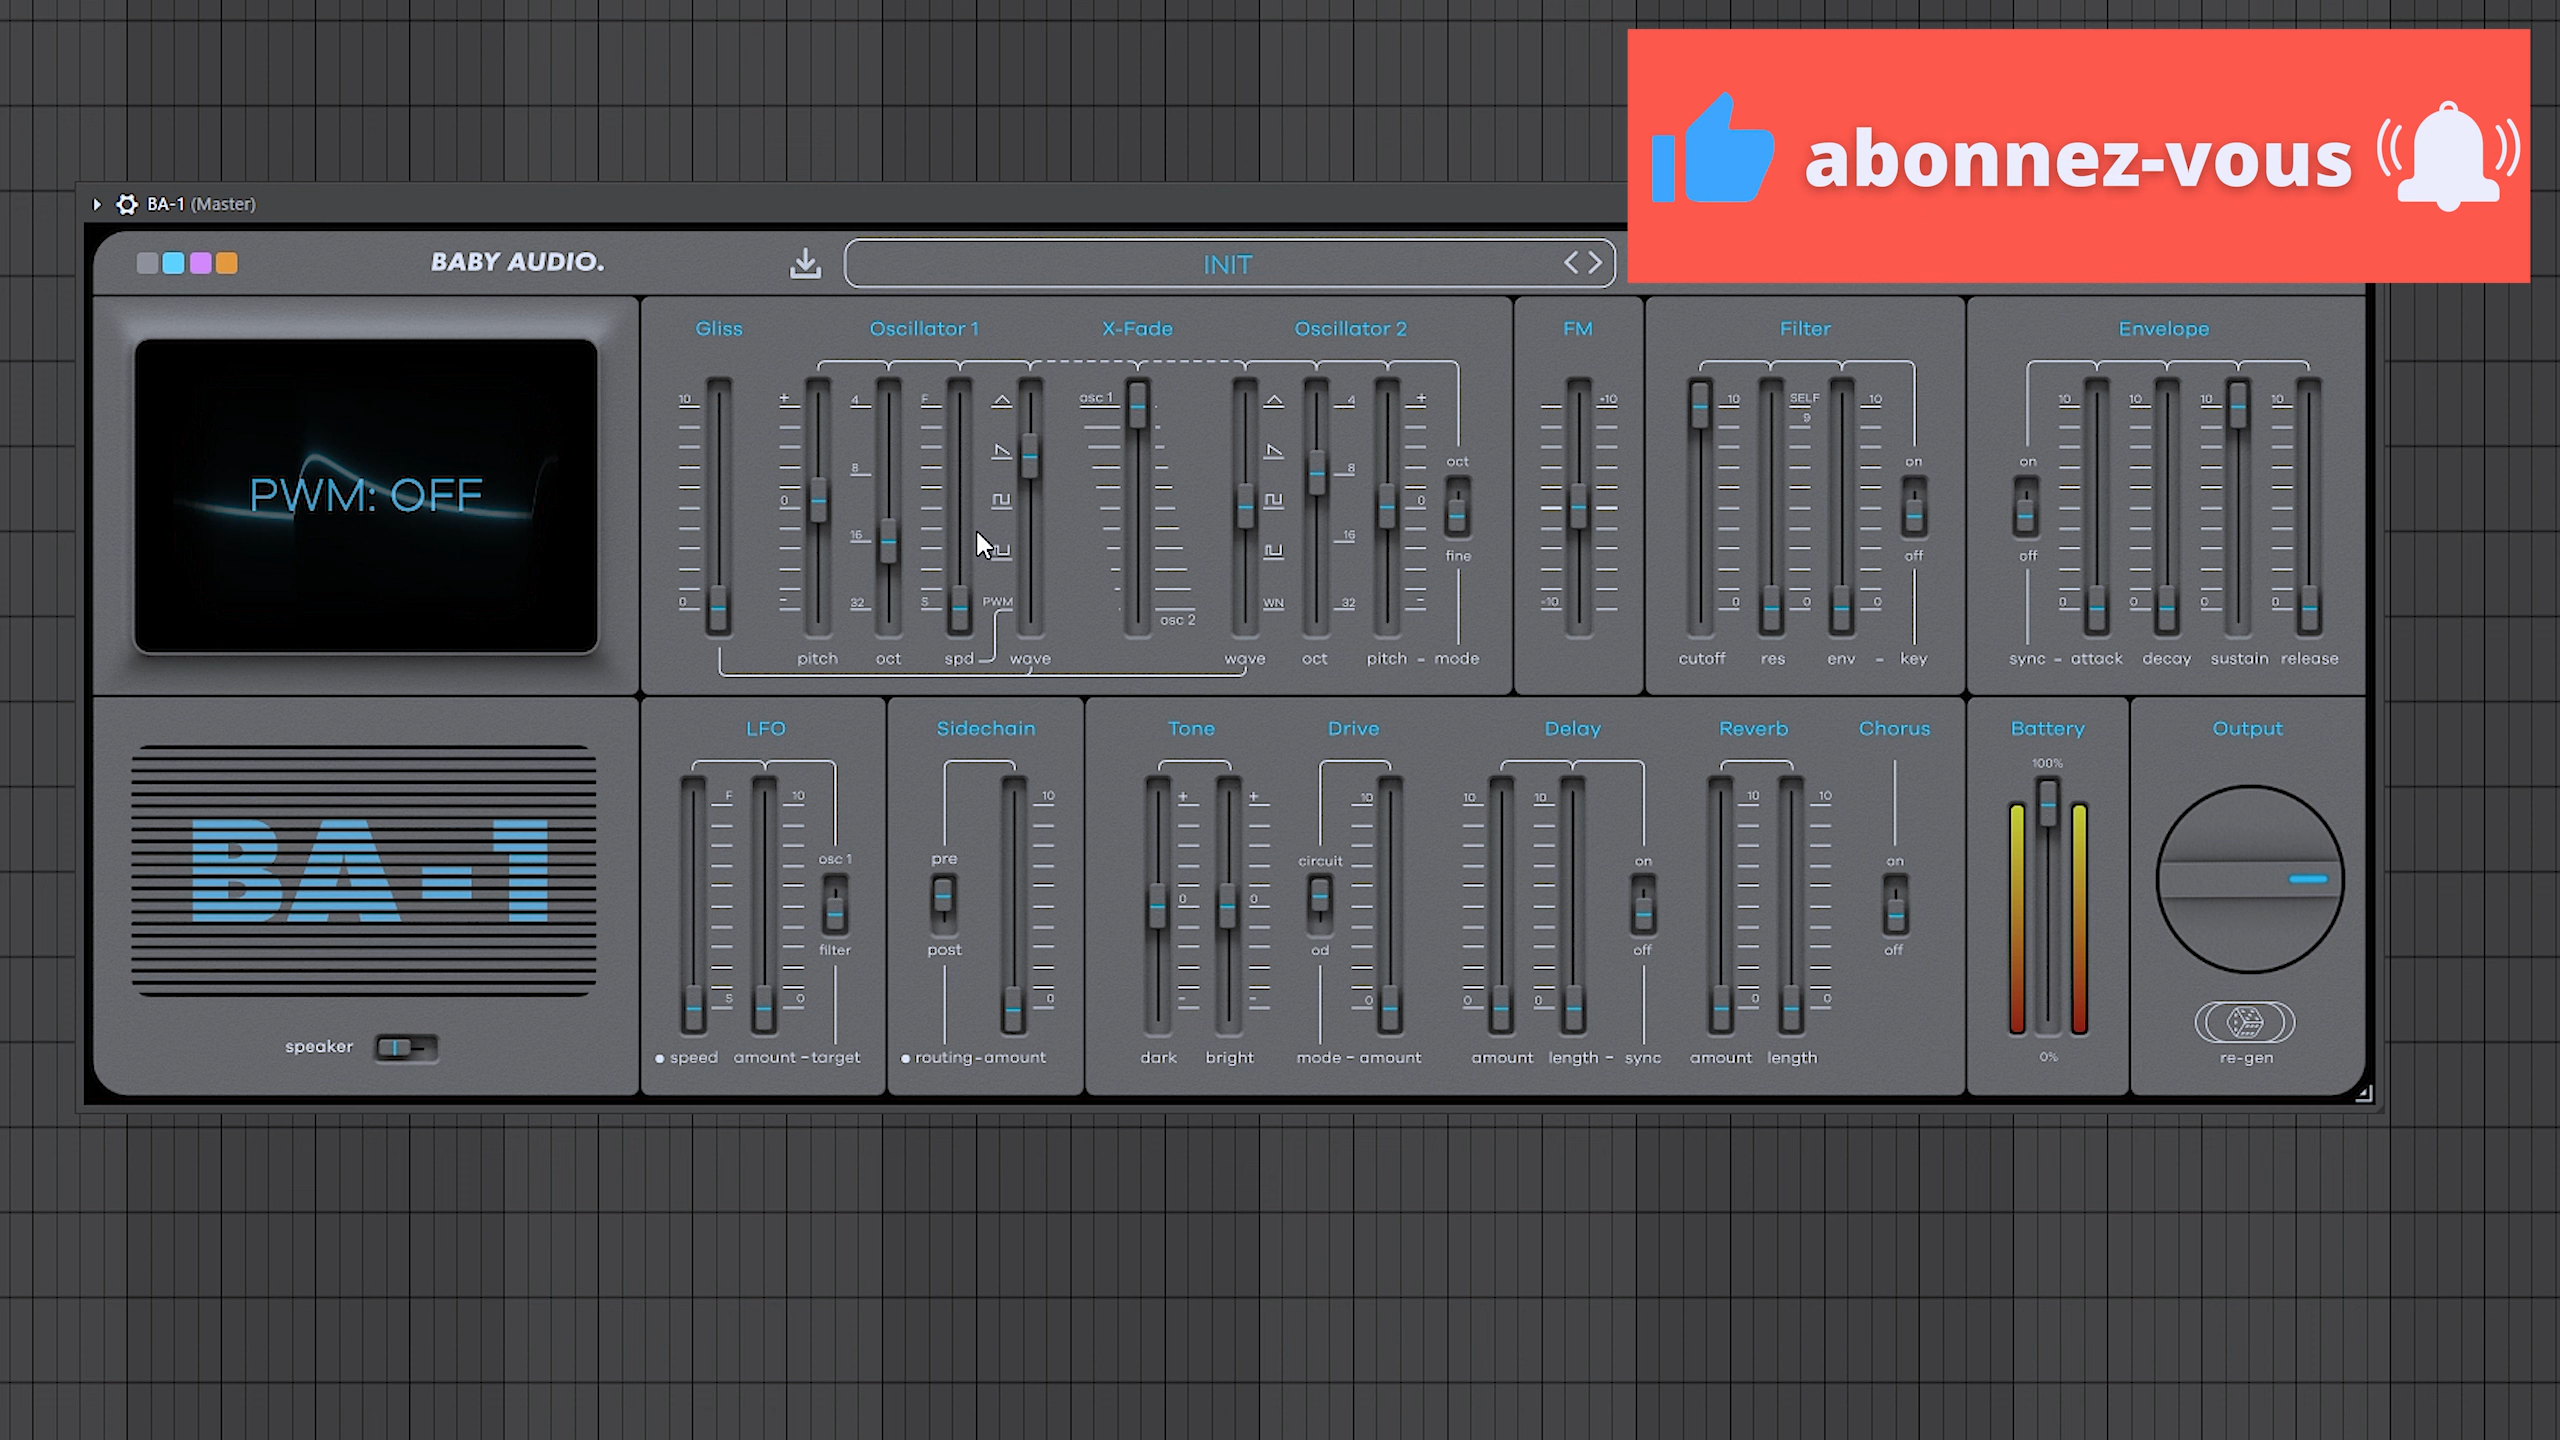 abonnez-vous
BA-1 (Master)
BABY AUDIO.
INIT
Gliss Oscillator 1 X-Fade Oscillator 2 FM Filter Envelope
PWM: OFF
10 + 4 F osc 1 4 + +10 10 SELF 10 10 10 10 10
9
8 8 oct on on
0 0
16 16
fine off off
0 - 32 S PWM WN 32 - -10 0 0 0 0 0 0 0
osc 2
pitch oct spd wave wave oct pitch - mode cutoff res env - key sync - attack decay sustain release
LFO Sidechain Tone Drive Delay Reverb Chorus Battery Output
100%
F 10 10 + + 10 10 10 10 10
osc 1 pre circuit on on
0 0
filter post od off off
S 0 0 - - 0 0 0 0 0
BA-1
speaker
speed amount - target routing - amount dark bright mode - amount amount length - sync amount length 0% re-gen